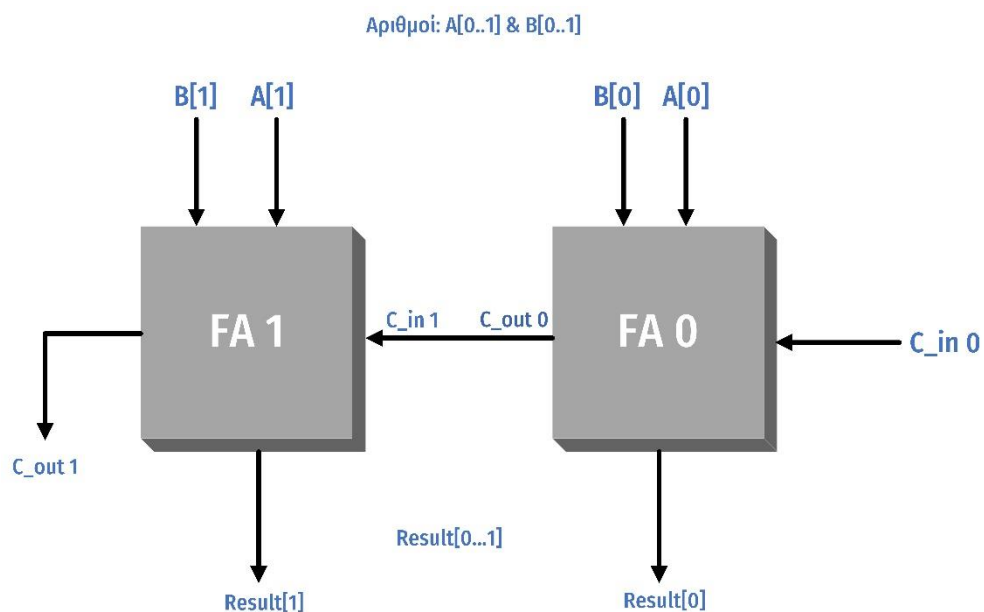 Αριθμοί: A[0..1] & B[0..1]
B[1] A[1] B[0] A[0]
FA 1 C_in 1 C_out 0 FA 0 C_in 0
C_out 1
Result[0...1]
Result[1] Result[0]